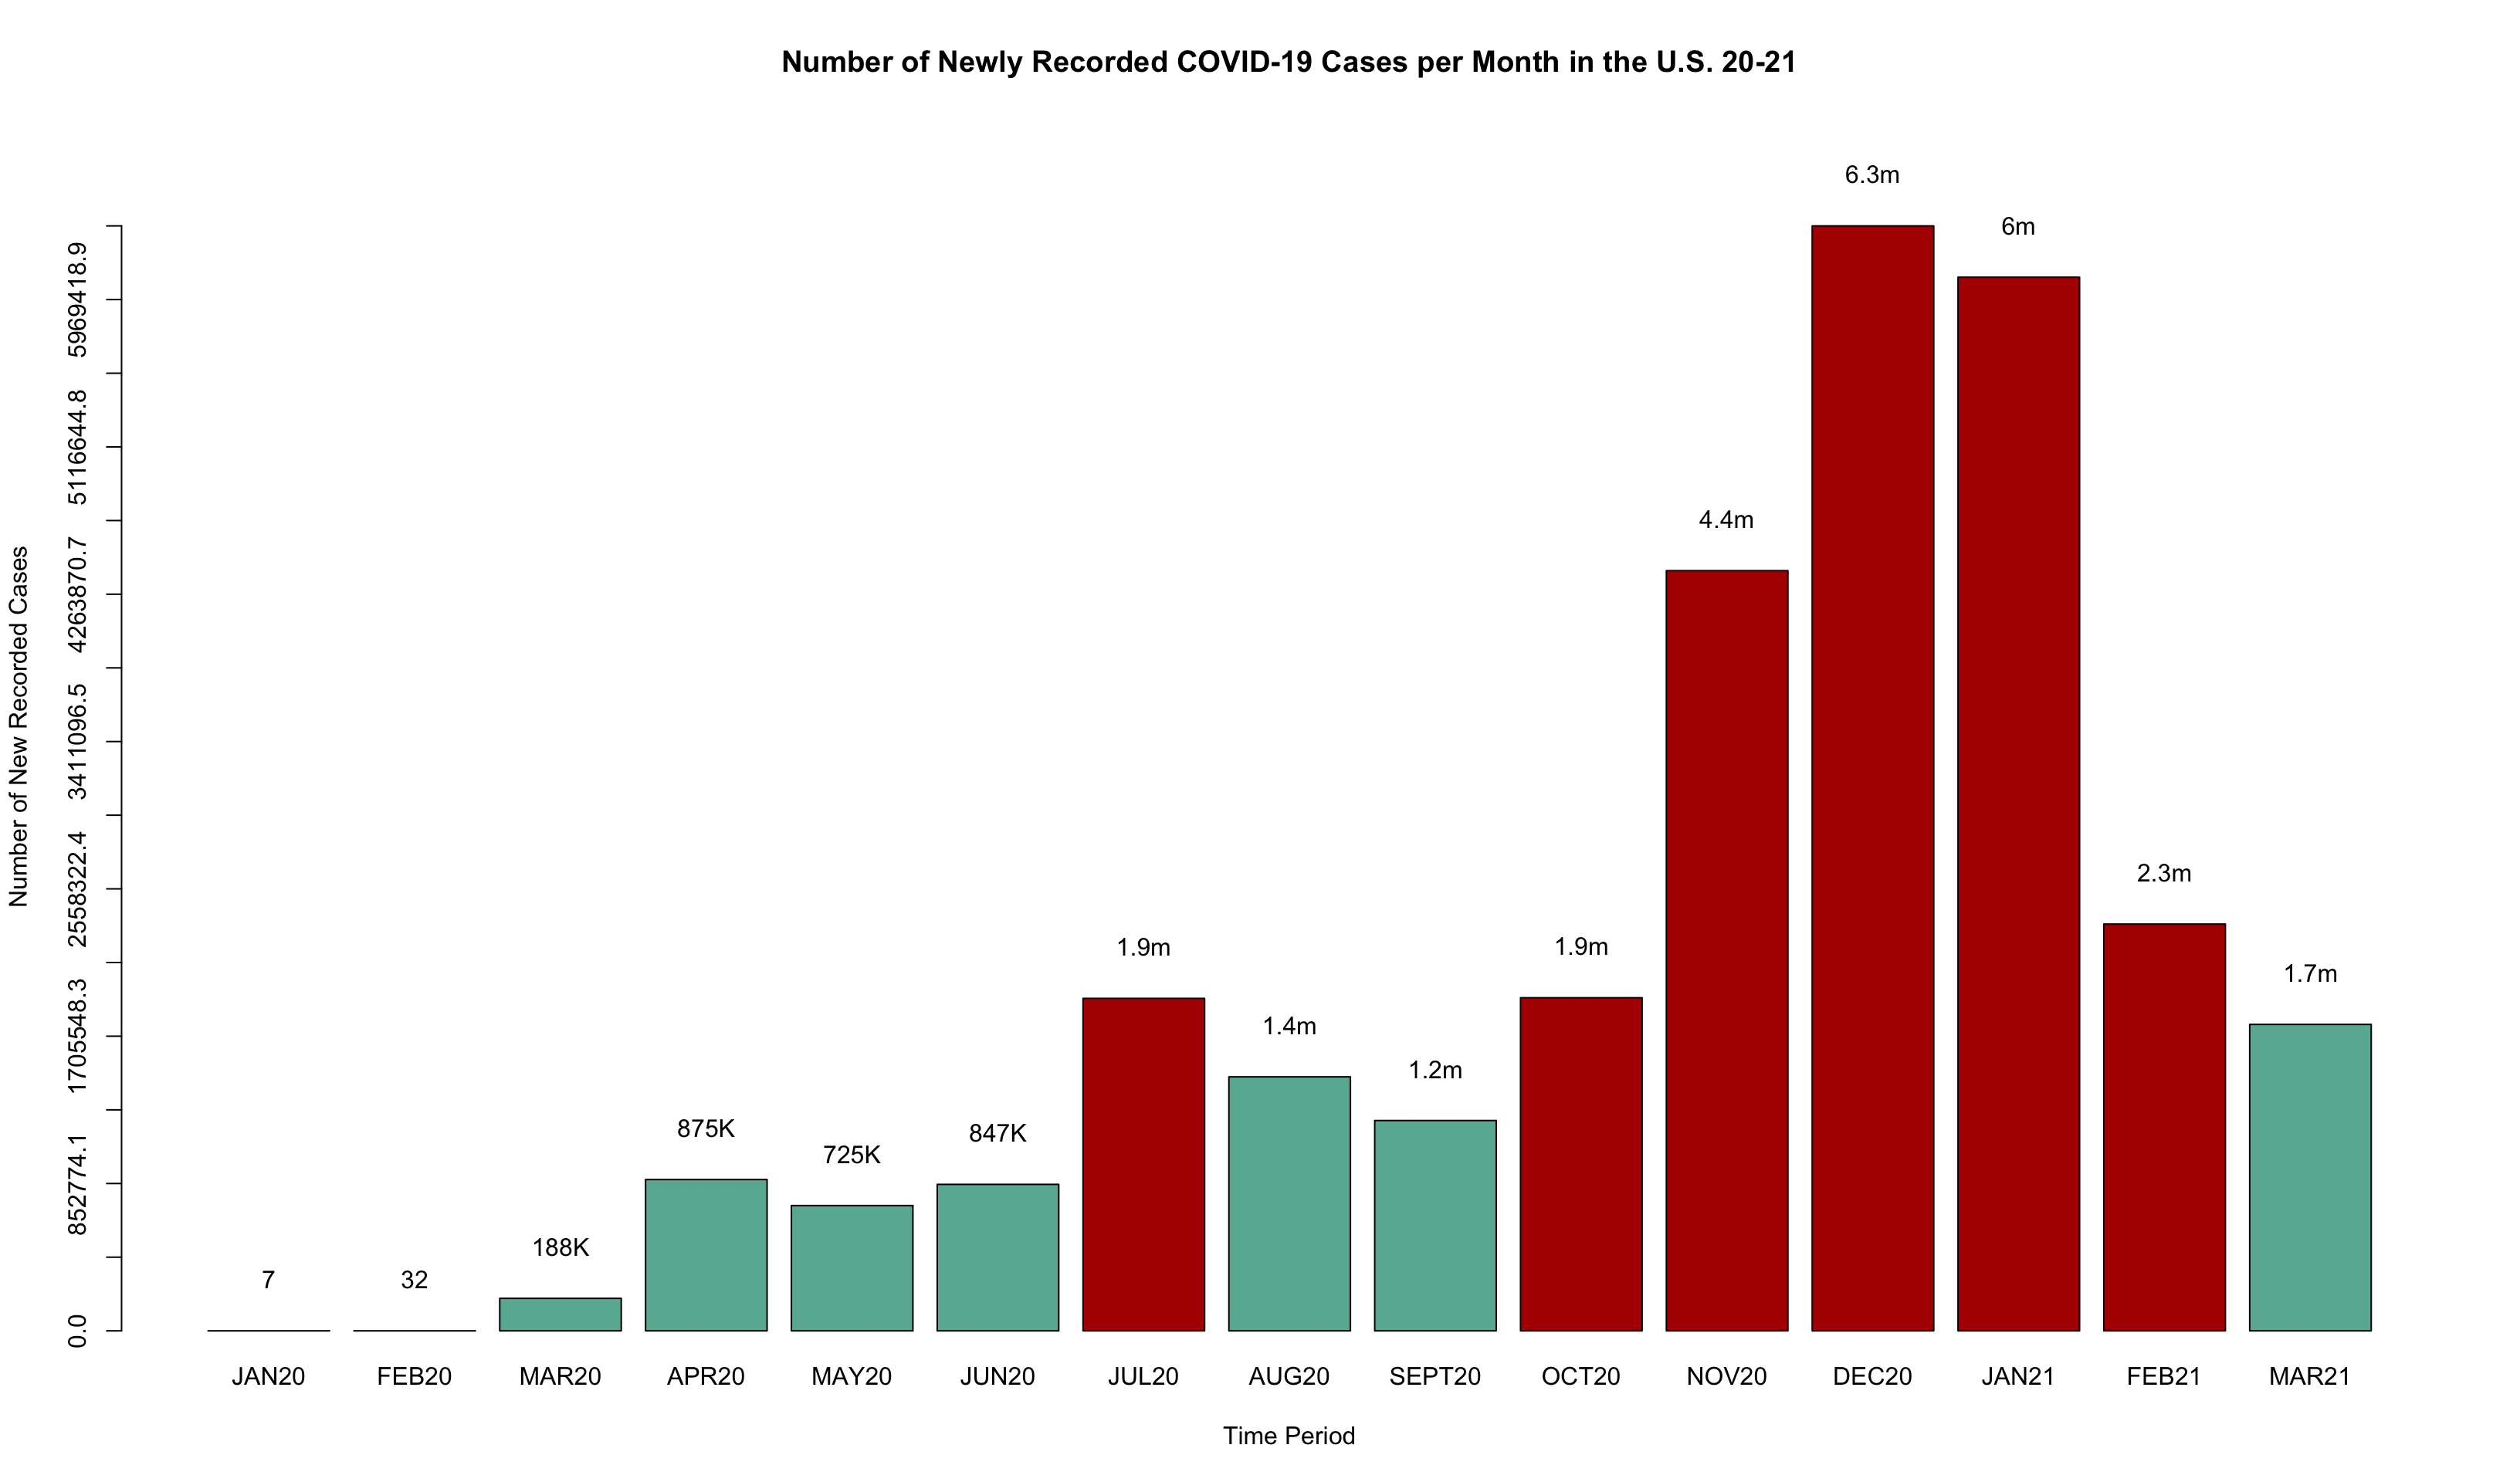 Number of Newly Recorded COVID-19 Cases per Month in the U.S. 20-21
Number of New Recorded Cases
5969418.9
5116644.8
4263870.7
3411096.5
2558322.4
1705548.3
852774.1
0.0
7
32
188K
875K
725K
847K
1.9m
1.4m
1.2m
1.9m
4.4m
6.3m
6m
2.3m
1.7m
JAN20
FEB20
MAR20
APR20
MAY20
JUN20
JUL20
AUG20
SEPT20
OCT20
NOV20
DEC20
JAN21
FEB21
MAR21
Time Period